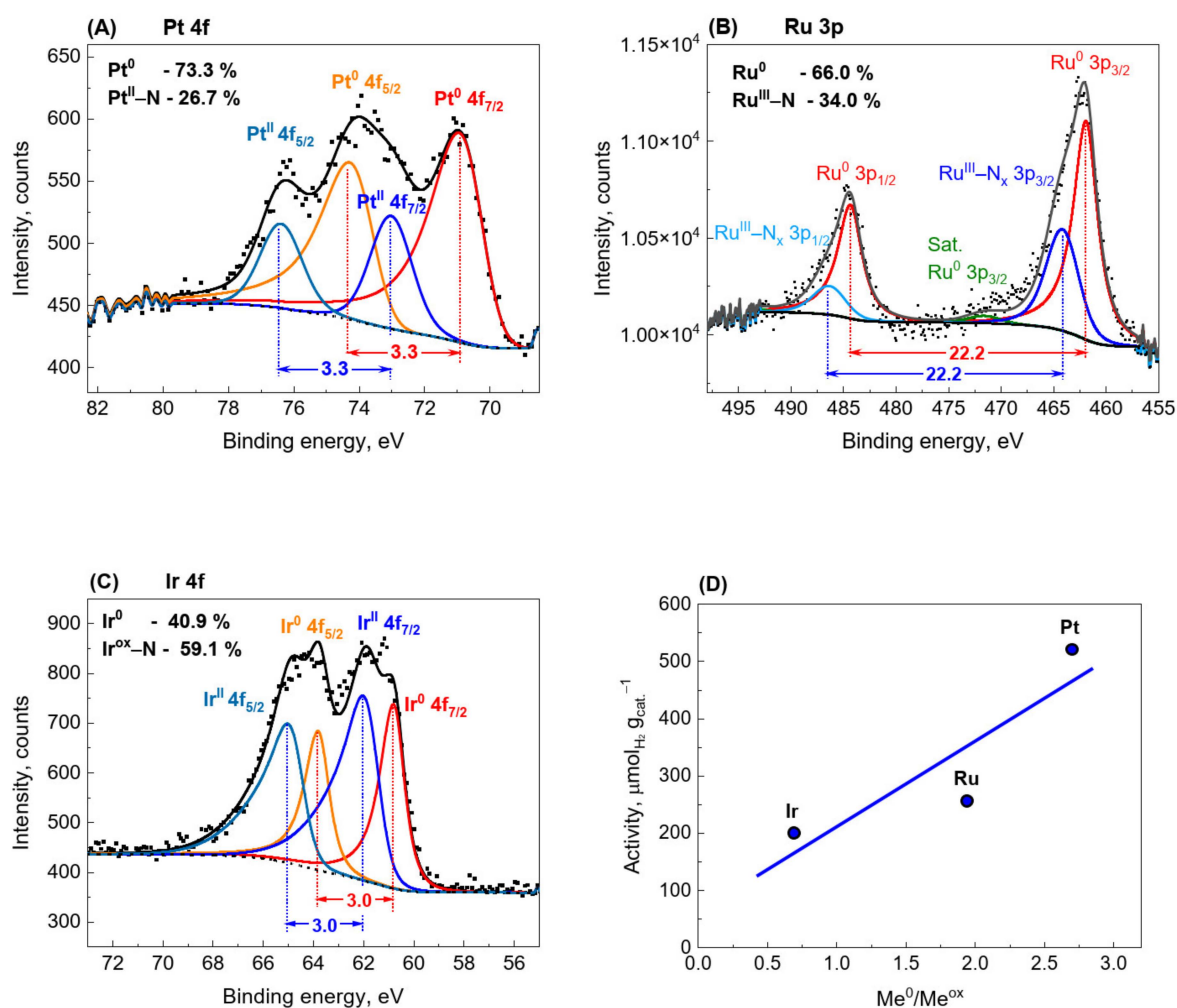 (A) Pt 4f
Pt⁰ - 73.3 %
Ptᴵᴵ–N - 26.7 %
Pt⁰ 4f5/2
Pt⁰ 4f7/2
Ptᴵᴵ 4f5/2
Ptᴵᴵ 4f7/2
3.3
3.3
650
600
550
500
450
400
Intensity, counts
82 80 78 76 74 72 70
Binding energy, eV
(B) Ru 3p
Ru⁰ - 66.0 %
Ruᴵᴵᴵ–N - 34.0 %
Ru⁰ 3p3/2
Ru⁰ 3p1/2
Ruᴵᴵᴵ–Nx 3p3/2
Ruᴵᴵᴵ–Nx 3p1/2
Sat.
Ru⁰ 3p3/2
22.2
22.2
1.15×10⁴
1.10×10⁴
1.05×10⁴
1.00×10⁴
Intensity, counts
495 490 485 480 475 470 465 460 455
Binding energy, eV
(C) Ir 4f
Ir⁰ - 40.9 %
Irᵒˣ–N - 59.1 %
Ir⁰ 4f5/2
Irᴵᴵ 4f7/2
Irᴵᴵ 4f5/2
Ir⁰ 4f7/2
3.0
3.0
900
800
700
600
500
400
300
Intensity, counts
72 70 68 66 64 62 60 58 56
Binding energy, eV
(D)
Pt
Ru
Ir
600
500
400
300
200
100
0
Activity, μmolH₂ gcat.⁻¹
0.0 0.5 1.0 1.5 2.0 2.5 3.0
Me⁰/Meᵒˣ